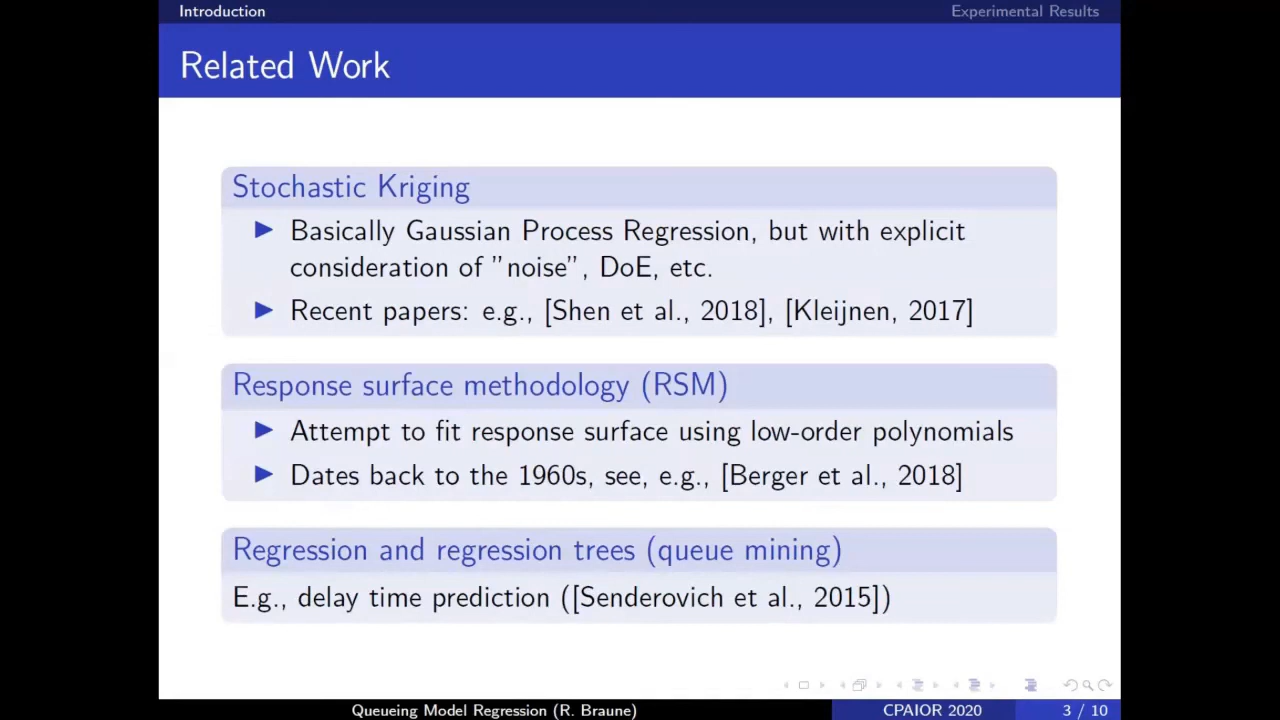 Introduction
Experimental Results
Related Work
Stochastic Kriging
Basically Gaussian Process Regression, but with explicit
consideration of ”noise”, DoE, etc.
Recent papers: e.g., [Shen et al., 2018], [Kleijnen, 2017]
Response surface methodology (RSM)
Attempt to fit response surface using low-order polynomials
Dates back to the 1960s, see, e.g., [Berger et al., 2018]
Regression and regression trees (queue mining)
E.g., delay time prediction ([Senderovich et al., 2015])
Queueing Model Regression (R. Braune)
CPAIOR 2020
3 / 10